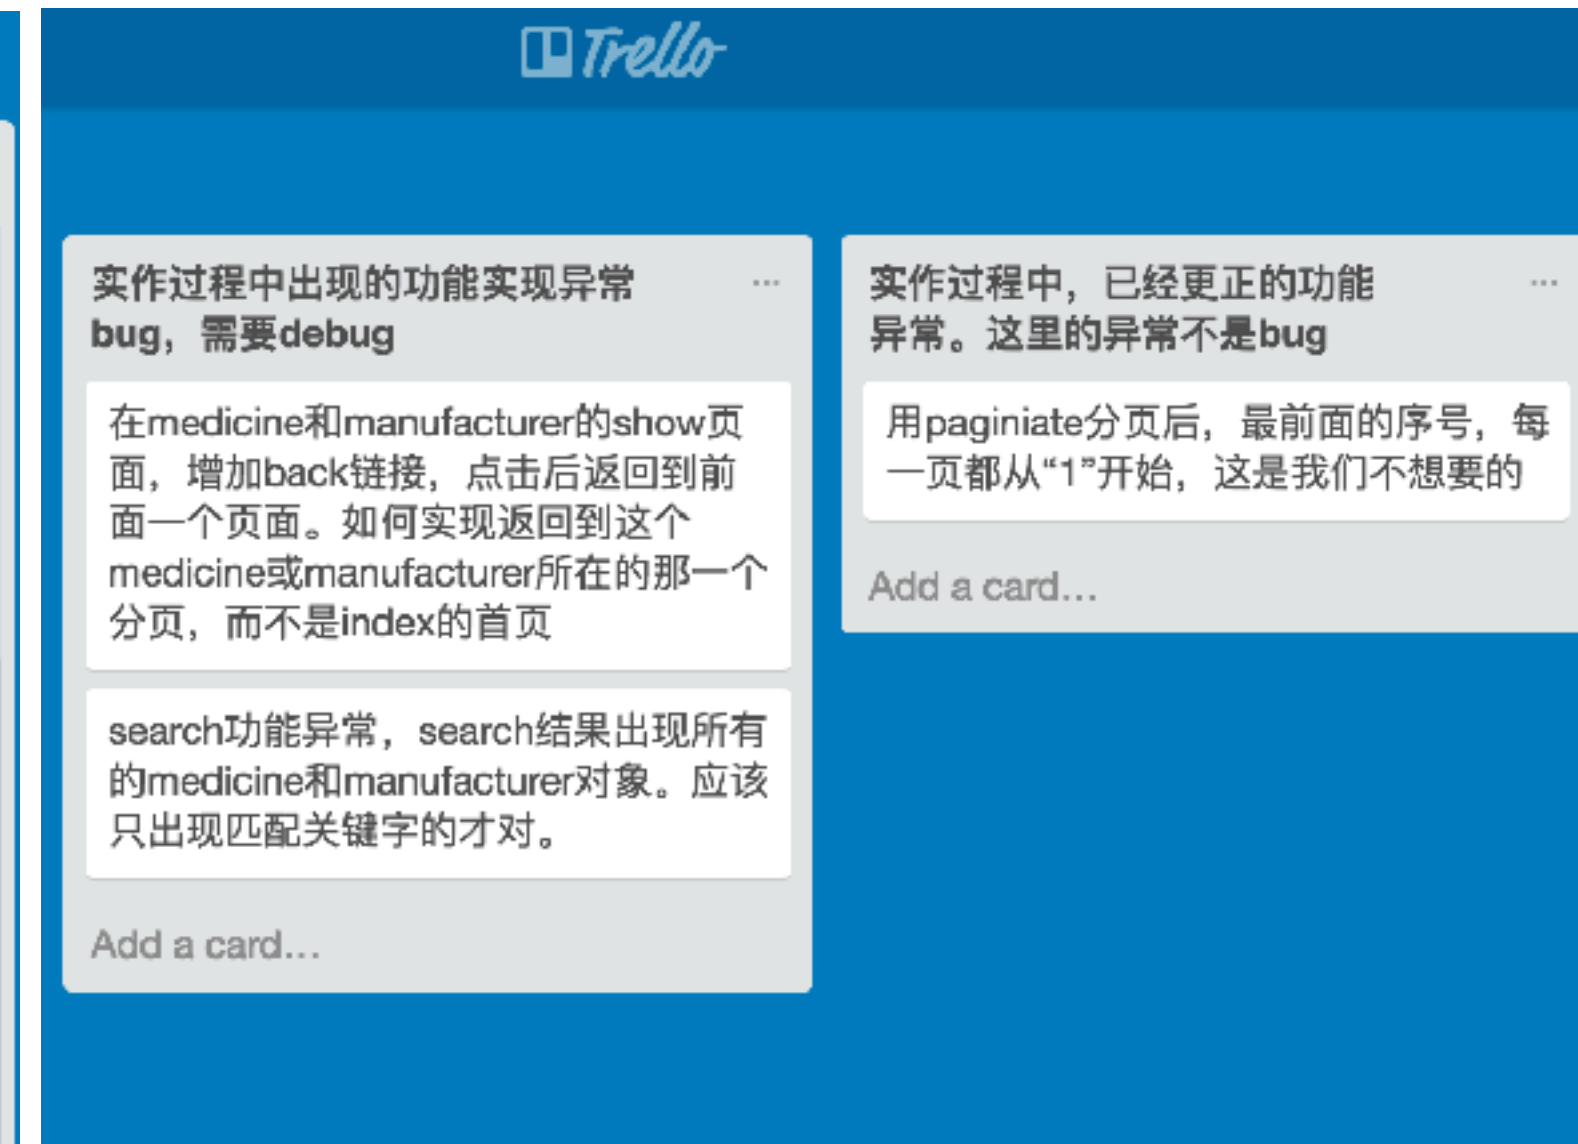 Trello
实作过程中出现的功能实现异常
bug，需要debug
在medicine和manufacturer的show页
面，增加back链接，点击后返回到前
面一个页面。如何实现返回到这个
medicine或manufacturer所在的那一个
分页，而不是index的首页
search功能异常，search结果出现所有
的medicine和manufacturer对象。应该
只出现匹配关键字的才对。
Add a card...
实作过程中，已经更正的功能
异常。这里的异常不是bug
用paginiate分页后，最前面的序号，每
一页都从“1”开始，这是我们不想要的
Add a card...